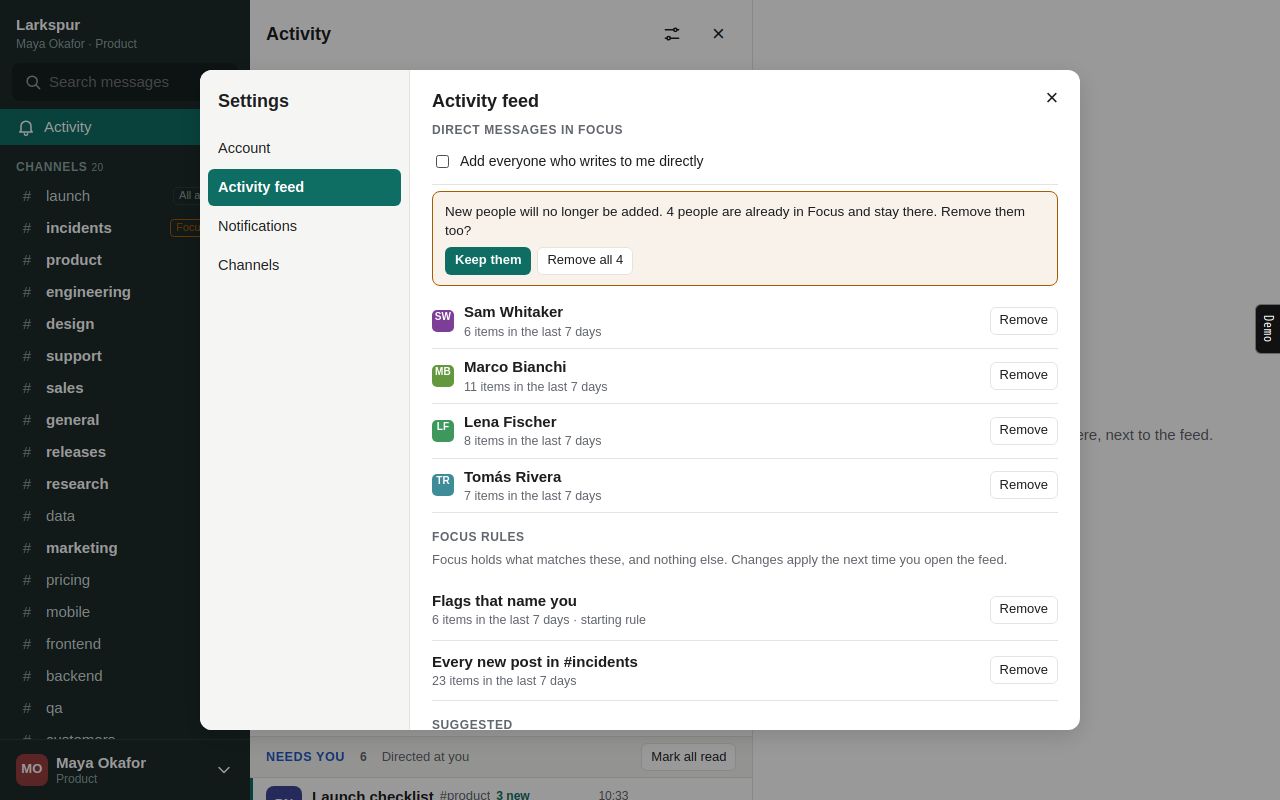 Larkspur
Maya Okafor · Product
Search messages
Activity
CHANNELS 20
# launch All a
# incidents Focu
# product
# engineering
# design
# support
# sales
# general
# releases
# research
# data
# marketing
# pricing
# mobile
# frontend
# backend
# qa
# customers
MO
Maya Okafor
Product
Activity
Settings
Account
Activity feed
Notifications
Channels
Activity feed
DIRECT MESSAGES IN FOCUS
Add everyone who writes to me directly
New people will no longer be added. 4 people are already in Focus and stay there. Remove them
too?
Keep them
Remove all 4
SW
Sam Whitaker
6 items in the last 7 days
Remove
MB
Marco Bianchi
11 items in the last 7 days
Remove
LF
Lena Fischer
8 items in the last 7 days
Remove
TR
Tomás Rivera
7 items in the last 7 days
Remove
FOCUS RULES
Focus holds what matches these, and nothing else. Changes apply the next time you open the feed.
Flags that name you
6 items in the last 7 days · starting rule
Remove
Every new post in #incidents
23 items in the last 7 days
Remove
SUGGESTED
NEEDS YOU 6 Directed at you
Mark all read
Launch checklist #product 3 new 10:33
ere, next to the feed.
Demo